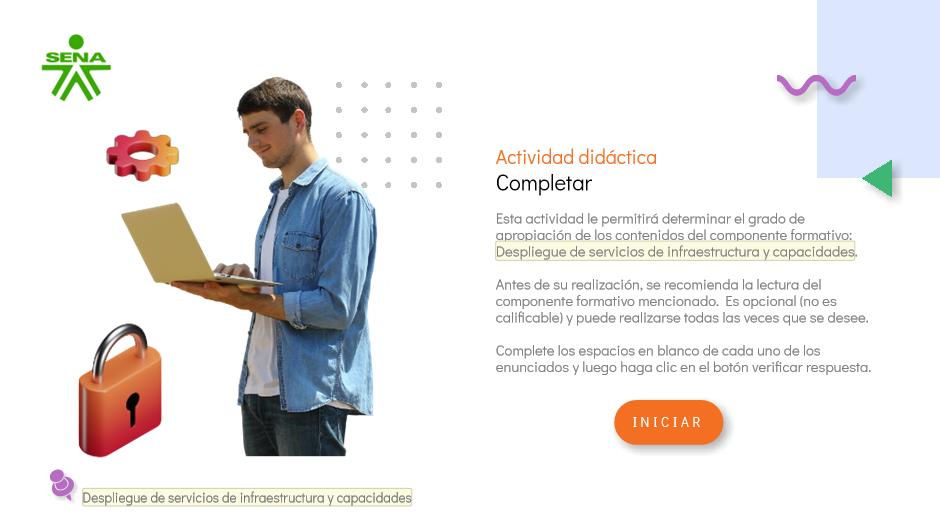 SENA
Actividad didáctica
Completar
Esta actividad le permitirá determinar el grado de
apropiación de los contenidos del componente formativo:
Despliegue de servicios de infraestructura y capacidades.
Antes de su realización, se recomienda la lectura del
componente formativo mencionado. Es opcional (no es
calificable) y puede realizarse todas las veces que se desee.
Complete los espacios en blanco de cada uno de los
enunciados y luego haga clic en el botón verificar respuesta.
INICIAR
Despliegue de servicios de infraestructura y capacidades